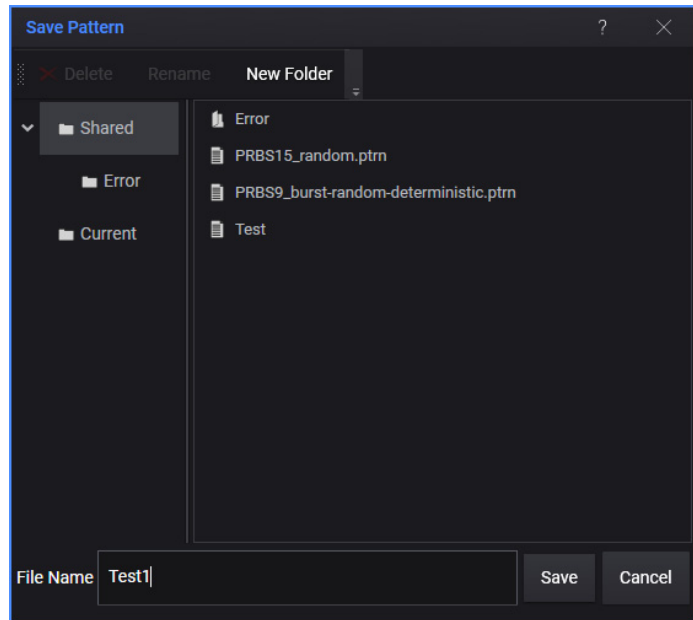 Save Pattern ?
Delete Rename New Folder
Shared
Error
Current
Error
PRBS15_random.ptrn
PRBS9_burst-random-deterministic.ptrn
Test
File Name Test1 Save Cancel